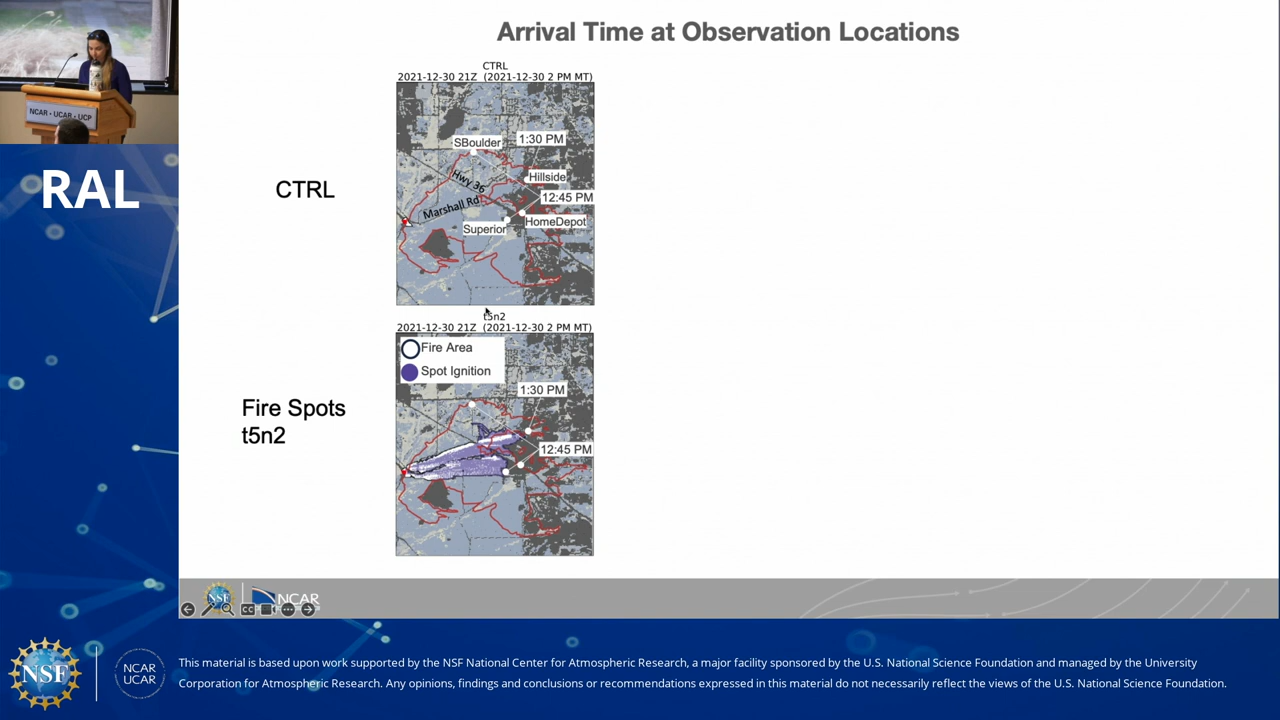 Arrival Time at Observation Locations
NCAR • UCAR • UCP
RAL
CTRL
CTRL
2021-12-30 21Z (2021-12-30 2 PM MT)
SBoulder
1:30 PM
Hwy 36
Hillside
12:45 PM
Marshall Rd
HomeDepot
Superior
Fire Spots
t5n2
t5n2
2021-12-30 21Z (2021-12-30 2 PM MT)
Fire Area
Spot Ignition
1:30 PM
12:45 PM
NSF
NCAR
CC
NSF
NCAR
UCAR
This material is based upon work supported by the NSF National Center for Atmospheric Research, a major facility sponsored by the U.S. National Science Foundation and managed by the University
Corporation for Atmospheric Research. Any opinions, findings and conclusions or recommendations expressed in this material do not necessarily reflect the views of the U.S. National Science Foundation.